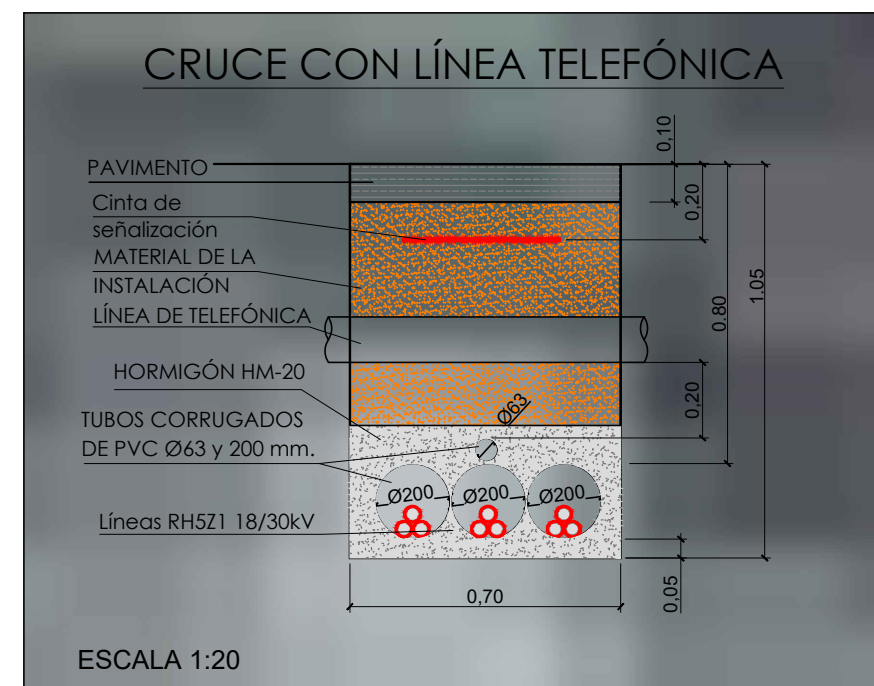 CRUCE CON LÍNEA TELEFÓNICA
0,10
PAVIMENTO
0,20
Cinta de
señalización
MATERIAL DE LA
INSTALACIÓN
1.05
0.80
LÍNEA DE TELEFÓNICA
HORMIGÓN HM-20
0,20
Ø63
TUBOS CORRUGADOS
DE PVC Ø63 y 200 mm.
Ø200 Ø200 Ø200
Líneas RH5Z1 18/30kV
0,05
0,70
ESCALA 1:20